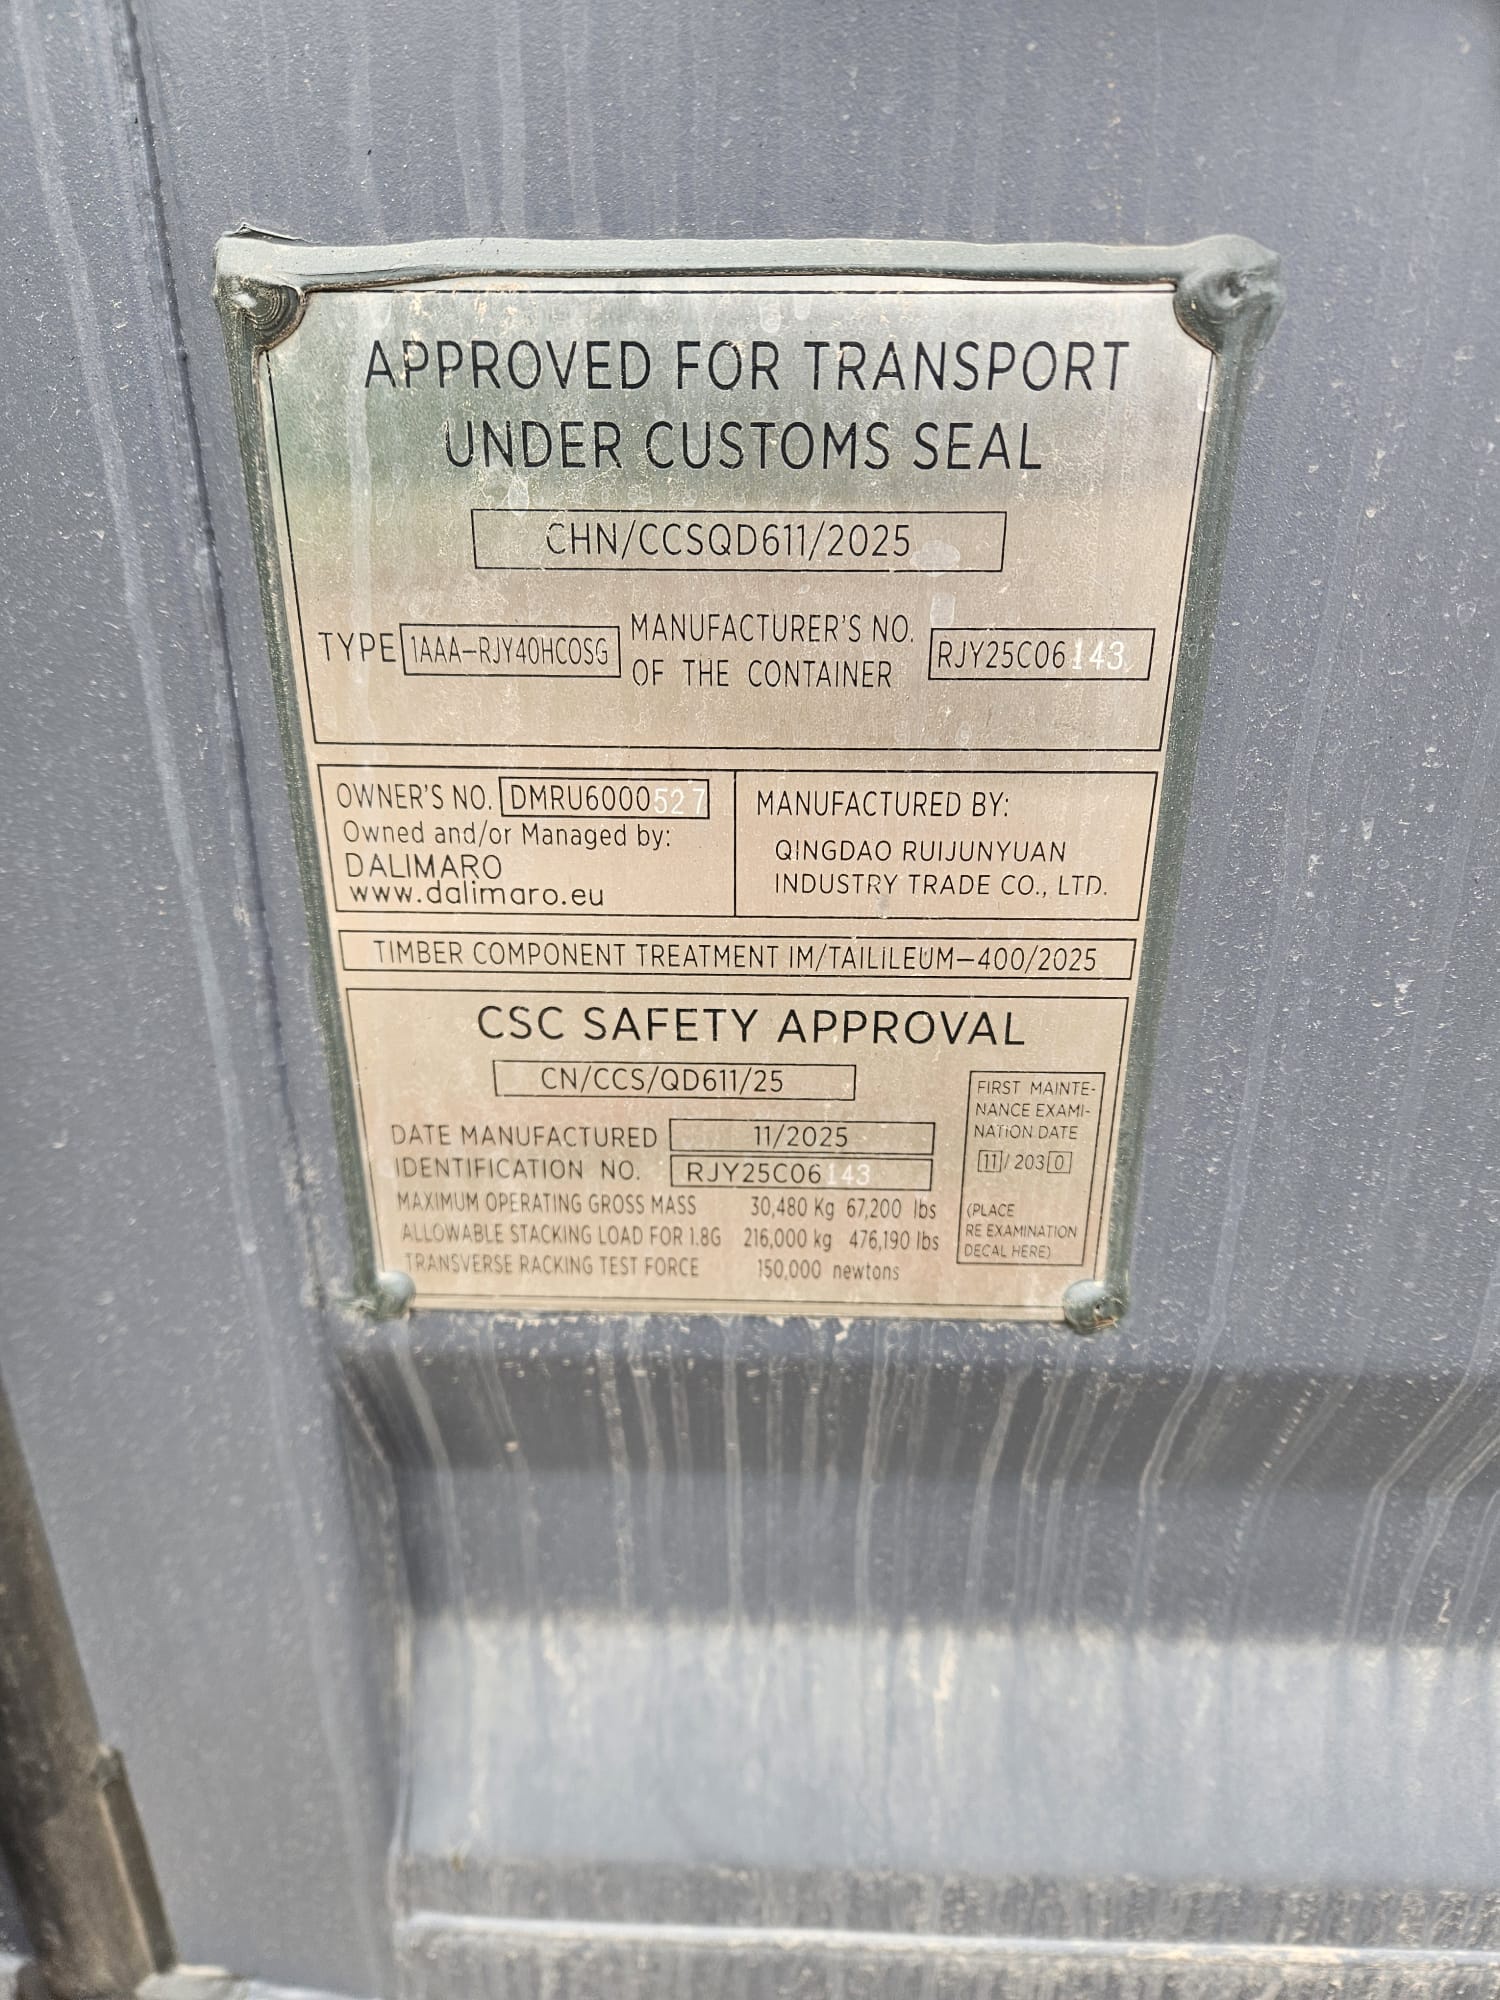 APPROVED FOR TRANSPORT
UNDER CUSTOMS SEAL
CHN/CCSQD611/2025
TYPE 1AAA-RJY40HC0SG MANUFACTURER'S NO. OF THE CONTAINER RJY25C06143
OWNER'S NO. DMRU6000527
Owned and/or Managed by:
DALIMARO
www.dalimaro.eu
MANUFACTURED BY:
QINGDAO RUIJUNYUAN
INDUSTRY TRADE CO., LTD.
TIMBER COMPONENT TREATMENT IM/TAILILEUM-400/2025
CSC SAFETY APPROVAL
CN/CCS/QD611/25
DATE MANUFACTURED 11/2025
IDENTIFICATION NO. RJY25C06143
MAXIMUM OPERATING GROSS MASS 30,480 Kg 67,200 lbs
ALLOWABLE STACKING LOAD FOR 1.8G 216,000 kg 476,190 lbs
TRANSVERSE RACKING TEST FORCE 150,000 newtons
FIRST MAINTE-
NANCE EXAMI-
NATION DATE
11/2030
(PLACE
RE EXAMINATION
DECAL HERE)